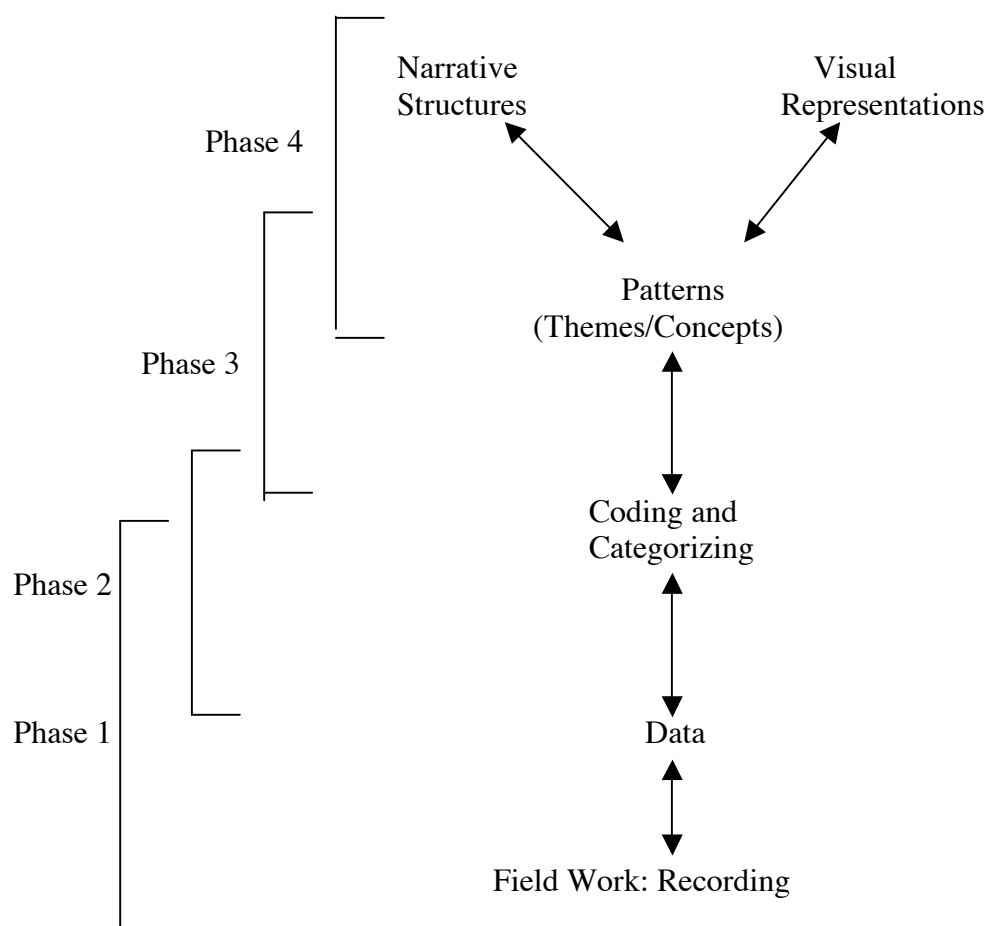 Narrative
Structures
Visual
Representations
Phase 4
Patterns
(Themes/Concepts)
Phase 3
Coding and
Categorizing
Phase 2
Phase 1
Data
Field Work: Recording